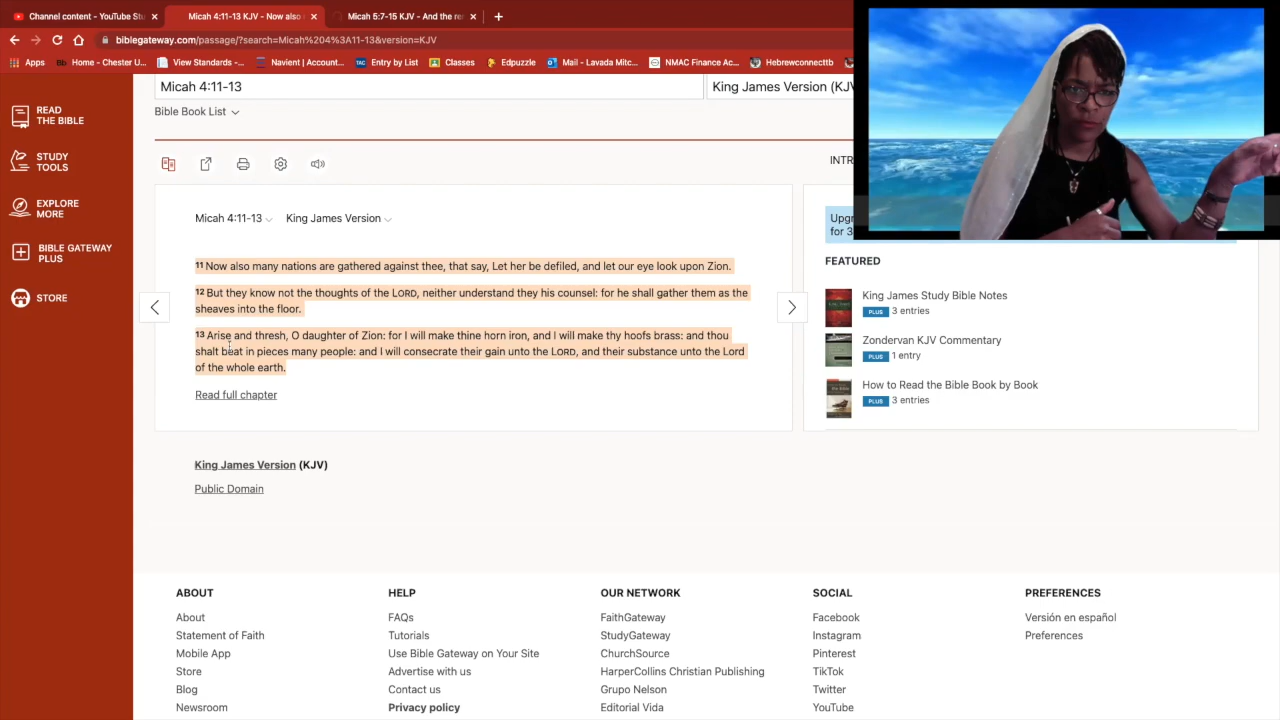 Channel content - YouTube Stu
Micah 4:11-13 KJV - Now also
Micah 5:7-15 KJV - And the re
biblegateway.com/passage/?search=Micah%204%3A11-13&version=KJV
Apps
Home - Chester U...
View Standards -...
Navient | Account...
TAC Entry by List
Classes
Edpuzzle
Mail - Lavada Mitc...
NMAC Finance Ac...
Hebrewconnecttb
READ
THE BIBLE
STUDY
TOOLS
EXPLORE
MORE
BIBLE GATEWAY
PLUS
STORE
Micah 4:11-13
King James Version (KJV
Bible Book List
INTR
Micah 4:11-13 King James Version
11 Now also many nations are gathered against thee, that say, Let her be defiled, and let our eye look upon Zion.
12 But they know not the thoughts of the LORD, neither understand they his counsel: for he shall gather them as the
sheaves into the floor.
13 Arise and thresh, O daughter of Zion: for I will make thine horn iron, and I will make thy hoofs brass: and thou
shalt beat in pieces many people: and I will consecrate their gain unto the LORD, and their substance unto the Lord
of the whole earth.
Read full chapter
King James Version (KJV)
Public Domain
Upgr
for 3
FEATURED
King James Study Bible Notes
PLUS 3 entries
Zondervan KJV Commentary
PLUS 1 entry
How to Read the Bible Book by Book
PLUS 3 entries
ABOUT
About
Statement of Faith
Mobile App
Store
Blog
Newsroom
HELP
FAQs
Tutorials
Use Bible Gateway on Your Site
Advertise with us
Contact us
Privacy policy
OUR NETWORK
FaithGateway
StudyGateway
ChurchSource
HarperCollins Christian Publishing
Grupo Nelson
Editorial Vida
SOCIAL
Facebook
Instagram
Pinterest
TikTok
Twitter
YouTube
PREFERENCES
Versión en español
Preferences